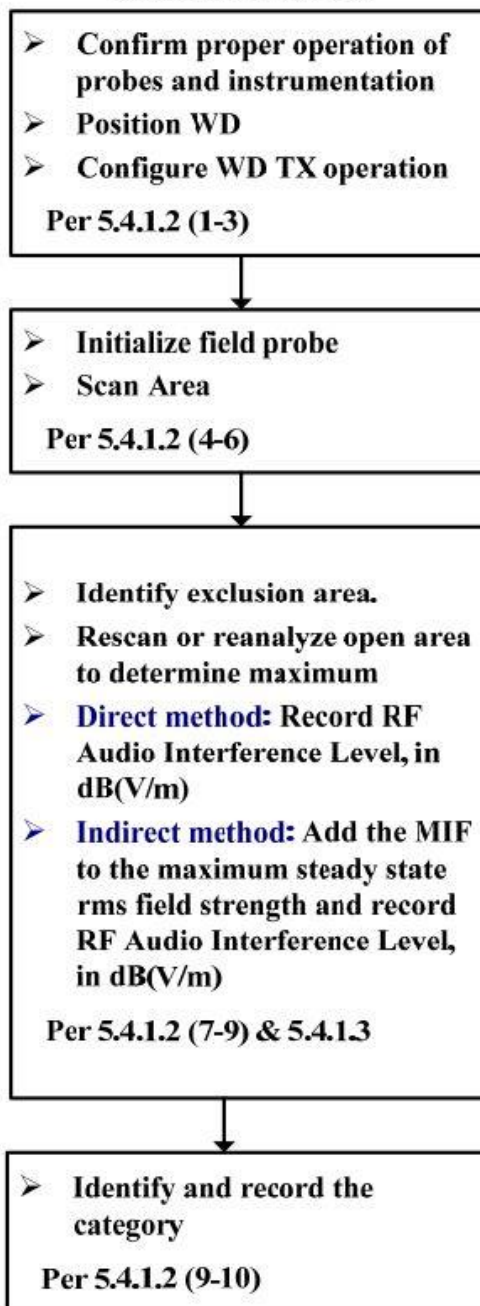 ➢ Confirm proper operation of
probes and instrumentation
➢ Position WD
➢ Configure WD TX operation
Per 5.4.1.2 (1-3)
➢ Initialize field probe
➢ Scan Area
Per 5.4.1.2 (4-6)
➢ Identify exclusion area.
➢ Rescan or reanalyze open area
to determine maximum
➢ Direct method: Record RF
Audio Interference Level, in
dB(V/m)
➢ Indirect method: Add the MIF
to the maximum steady state
rms field strength and record
RF Audio Interference Level,
in dB(V/m)
Per 5.4.1.2 (7-9) & 5.4.1.3
➢ Identify and record the
category
Per 5.4.1.2 (9-10)